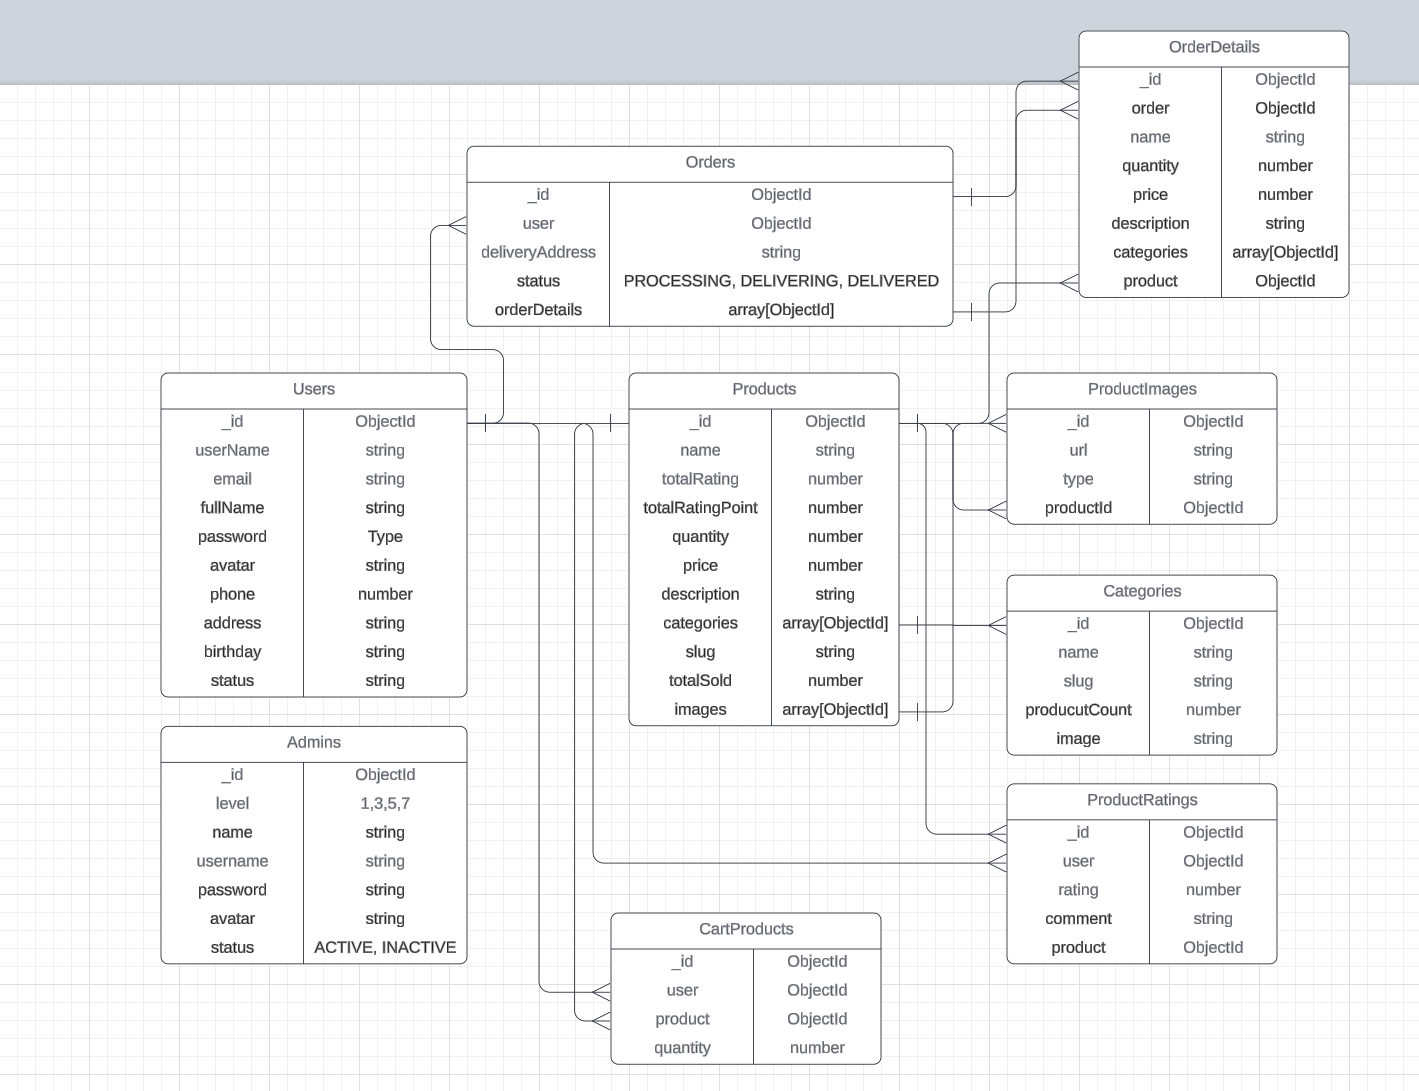 OrderDetails
_id ObjectId
order ObjectId
name string
quantity number
price number
description string
categories array[ObjectId]
product ObjectId
Orders
_id ObjectId
user ObjectId
deliveryAddress string
status PROCESSING, DELIVERING, DELIVERED
orderDetails array[ObjectId]
Users
_id ObjectId
userName string
email string
fullName string
password Type
avatar string
phone number
address string
birthday string
status string
Products
_id ObjectId
name string
totalRating number
totalRatingPoint number
quantity number
price number
description string
categories array[ObjectId]
slug string
totalSold number
images array[ObjectId]
ProductImages
_id ObjectId
url string
type string
productId ObjectId
Categories
_id ObjectId
name string
slug string
producutCount number
image string
Admins
_id ObjectId
level 1,3,5,7
name string
username string
password string
avatar string
status ACTIVE, INACTIVE
ProductRatings
_id ObjectId
user ObjectId
rating number
comment string
product ObjectId
CartProducts
_id ObjectId
user ObjectId
product ObjectId
quantity number